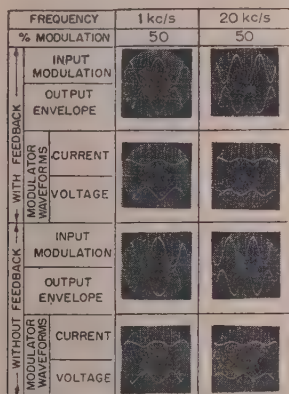 FREQUENCY 1 kc/s 20 kc/s
% MODULATION 50 50
WITH FEEDBACK
INPUT
MODULATION
OUTPUT
ENVELOPE
MODULATOR
WAVEFORMS
CURRENT
VOLTAGE
WITHOUT FEEDBACK
INPUT
MODULATION
OUTPUT
ENVELOPE
MODULATOR
WAVEFORMS
CURRENT
VOLTAGE